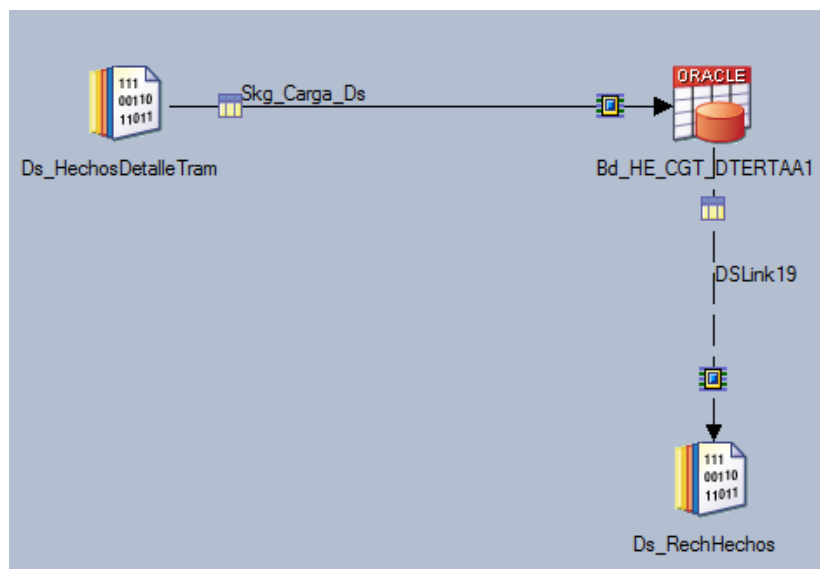 111
00110
11011
Skg_Carga_Ds
ORACLE
Ds_HechosDetalleTram
Bd_HE_CGT_DTERTAA1
DSLink19
111
00110
11011
Ds_RechHechos